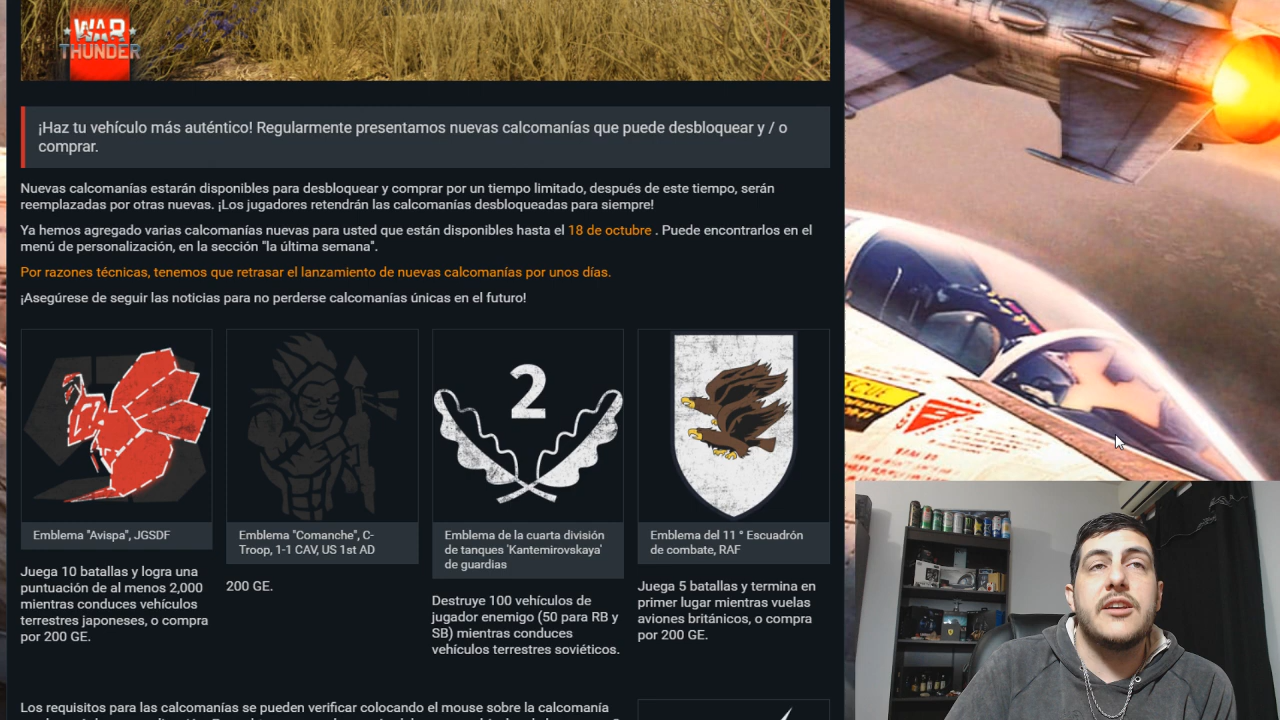 WAR
THUNDER
¡Haz tu vehículo más auténtico! Regularmente presentamos nuevas calcomanías que puede desbloquear y / o
comprar.
Nuevas calcomanías estarán disponibles para desbloquear y comprar por un tiempo limitado, después de este tiempo, serán
reemplazadas por otras nuevas. ¡Los jugadores retendrán las calcomanías desbloqueadas para siempre!
Ya hemos agregado varias calcomanías nuevas para usted que están disponibles hasta el 18 de octubre . Puede encontrarlos en el
menú de personalización, en la sección "la última semana".
Por razones técnicas, tenemos que retrasar el lanzamiento de nuevas calcomanías por unos días.
¡Asegúrese de seguir las noticias para no perderse calcomanías únicas en el futuro!
2
Emblema "Avispa", JGSDF
Juega 10 batallas y logra una
puntuación de al menos 2,000
mientras conduces vehículos
terrestres japoneses, o compra
por 200 GE.
Emblema "Comanche", C-
Troop, 1-1 CAV, US 1st AD
200 GE.
Emblema de la cuarta división
de tanques 'Kantemirovskaya'
de guardias
Destruye 100 vehículos de
jugador enemigo (50 para RB y
SB) mientras conduces
vehículos terrestres soviéticos.
Emblema del 11 ° Escuadrón
de combate, RAF
Juega 5 batallas y termina en
primer lugar mientras vuelas
aviones británicos, o compra
por 200 GE.
Los requisitos para las calcomanías se pueden verificar colocando el mouse sobre la calcomanía